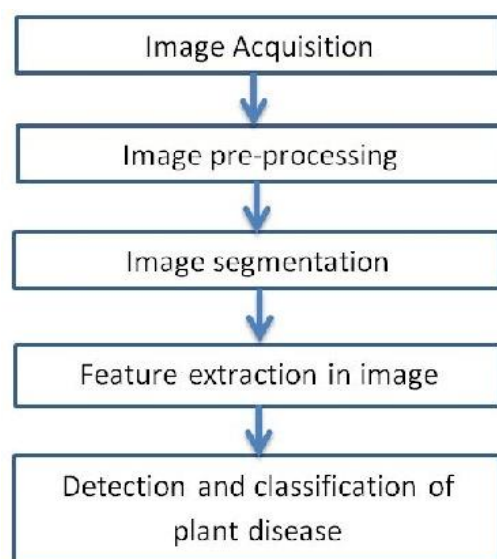 Image Acquisition
Image pre-processing
Image segmentation
Feature extraction in image
Detection and classification of
plant disease